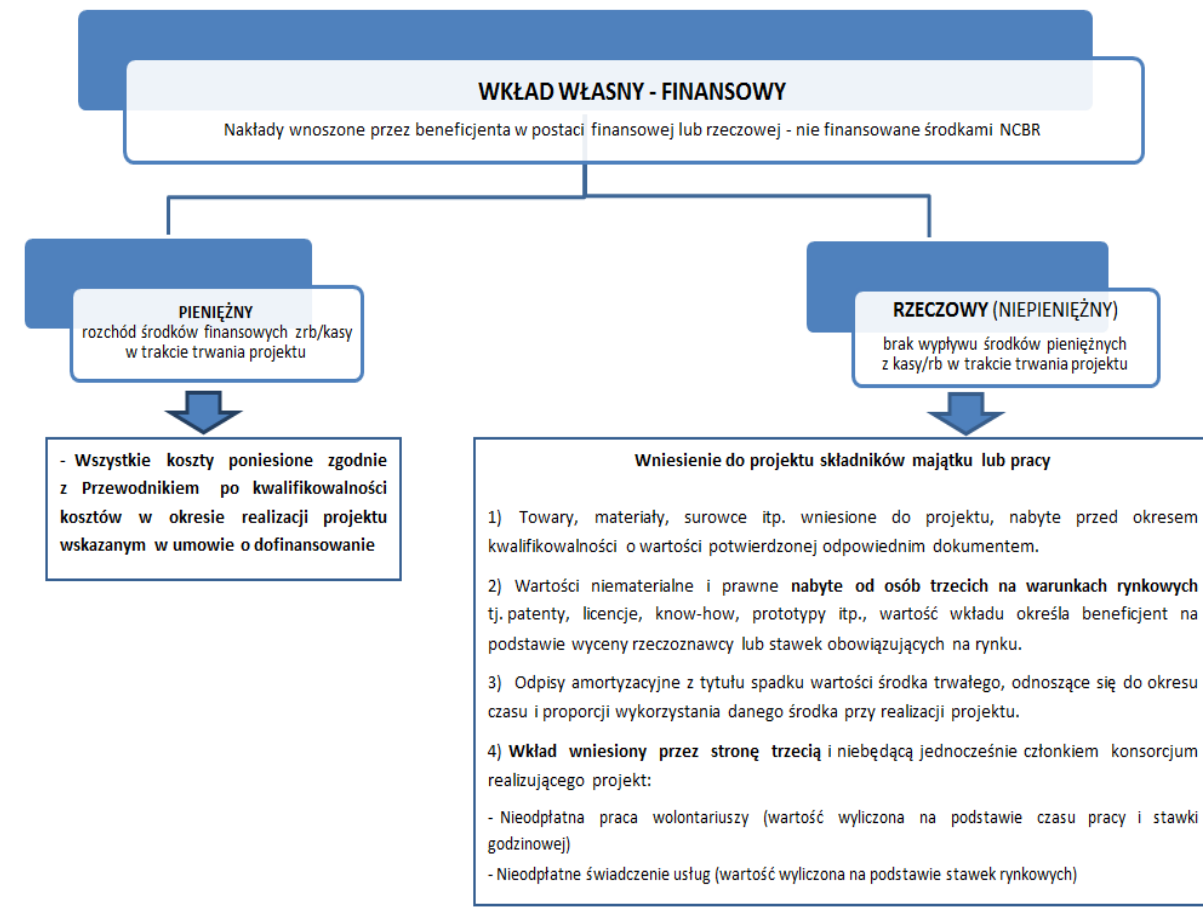 WKŁAD WŁASNY - FINANSOWY
Nakłady wnoszone przez beneficjenta w postaci finansowej lub rzeczowej - nie finansowane środkami NCBR
PIENIĘŻNY
rozchód środków finansowych zrb/kasy
w trakcie trwania projektu
- Wszystkie koszty poniesione zgodnie
z Przewodnikiem po kwalifikowalności
kosztów w okresie realizacji projektu
wskazanym w umowie o dofinansowanie
RZECZOWY (NIEPIENIĘŻNY)
brak wypływu środków pieniężnych
z kasy/rb w trakcie trwania projektu
Wniesienie do projektu składników majątku lub pracy
1) Towary, materiały, surowce itp. wniesione do projektu, nabyte przed okresem
kwalifikowalności o wartości potwierdzonej odpowiednim dokumentem.
2) Wartości niematerialne i prawne nabyte od osób trzecich na warunkach rynkowych
tj. patenty, licencje, know-how, prototypy itp., wartość wkładu określa beneficjent na
podstawie wyceny rzeczoznawcy lub stawek obowiązujących na rynku.
3) Odpisy amortyzacyjne z tytułu spadku wartości środka trwałego, odnoszące się do okresu
czasu i proporcji wykorzystania danego środka przy realizacji projektu.
4) Wkład wniesiony przez stronę trzecią i niebędącą jednocześnie członkiem konsorcjum
realizującego projekt:
- Nieodpłatna praca wolontariuszy (wartość wyliczona na podstawie czasu pracy i stawki
godzinowej)
- Nieodpłatne świadczenie usług (wartość wyliczona na podstawie stawek rynkowych)